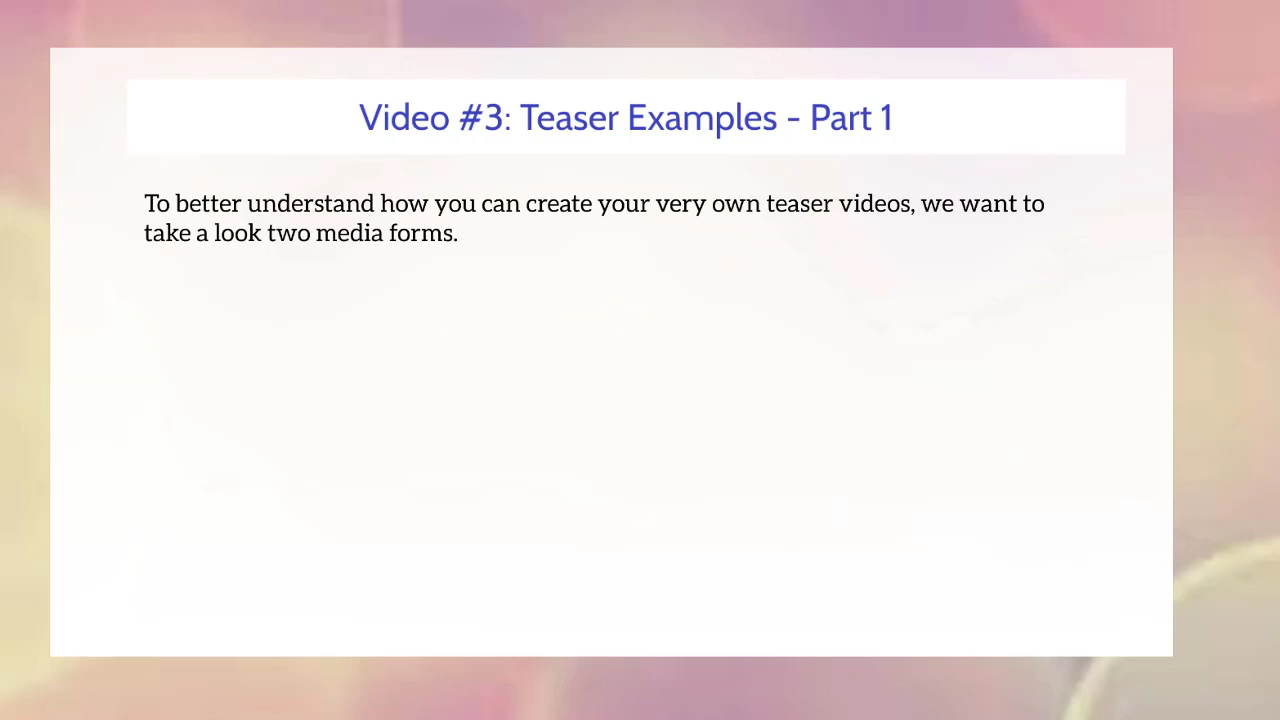 Video #3: Teaser Examples - Part 1
To better understand how you can create your very own teaser videos, we want to
take a look two media forms.